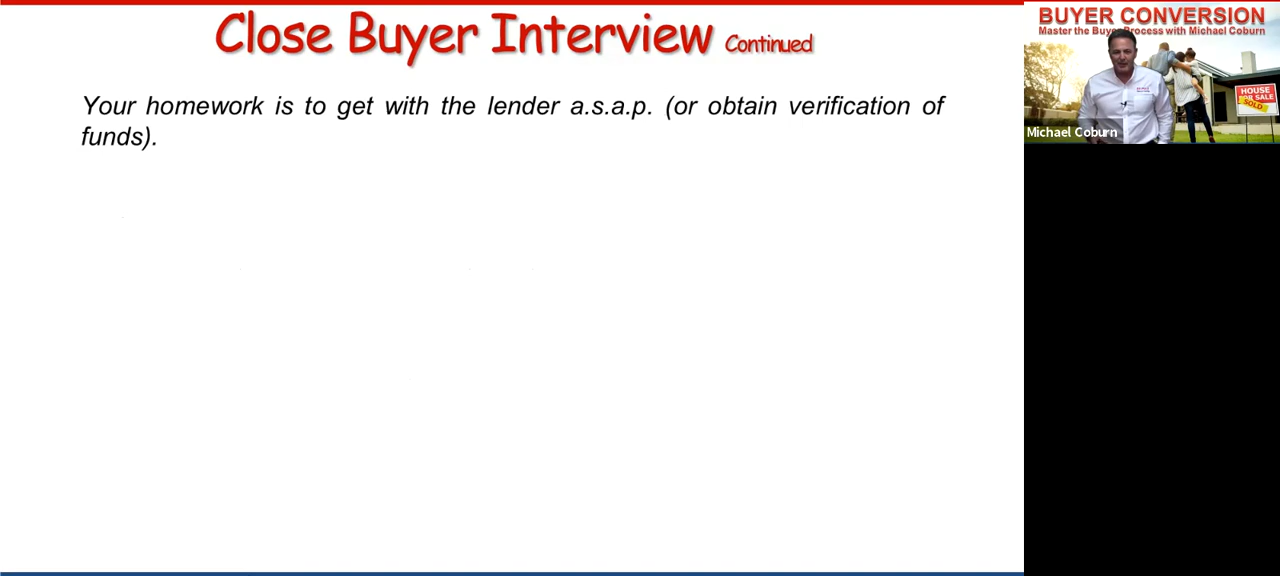 Close Buyer Interview Continued
Your homework is to get with the lender a.s.a.p. (or obtain verification of
funds).
BUYER CONVERSION
Master the Buyer Process with Michael Coburn
HOUSE
FOR SALE
SOLD
Michael Coburn